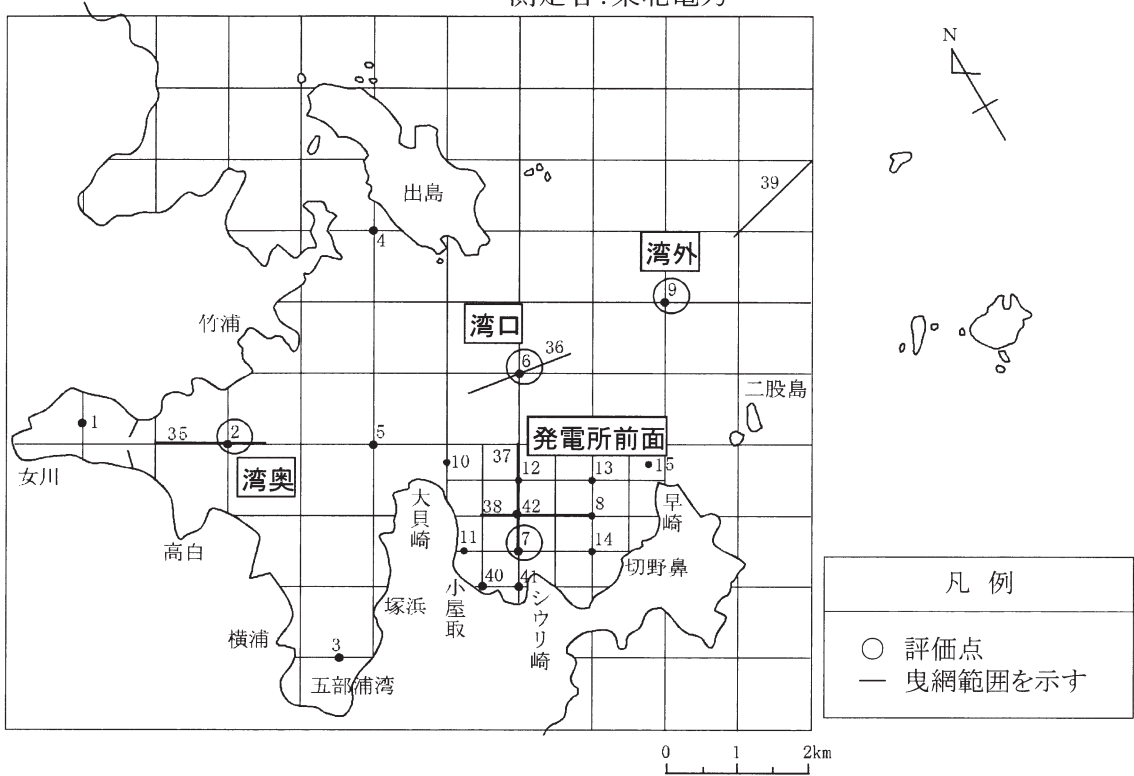 測定者:東北電力
N
39
出島
4
湾外
9
竹浦
湾口
6
36
二股島
1
35
2
5
発電所前面
37
10
12
13
15
女川
湾奥
大貝崎
38
42
8
早崎
高白
11
7
14
切野鼻
小屋取
40
41
シウリ崎
塚浜
横浦
3
五部浦湾
凡 例
○ 評価点
― 曳網範囲を示す
0 1 2km